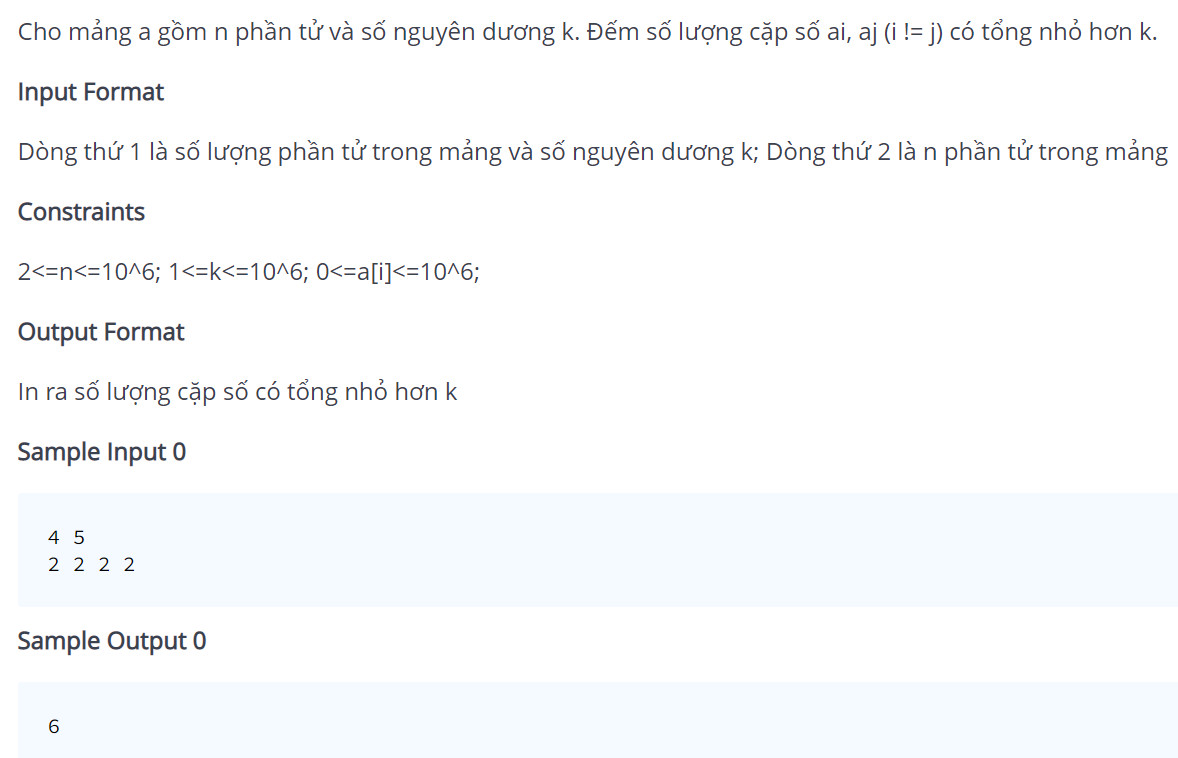 Cho mảng a gồm n phần tử và số nguyên dương k. Đếm số lượng cặp số ai, aj (i != j) có tổng nhỏ hơn k.
Input Format
Dòng thứ 1 là số lượng phần tử trong mảng và số nguyên dương k; Dòng thứ 2 là n phần tử trong mảng
Constraints
2<=n<=10^6; 1<=k<=10^6; 0<=a[i]<=10^6;
Output Format
In ra số lượng cặp số có tổng nhỏ hơn k
Sample Input 0
4 5
2 2 2 2
Sample Output 0
6